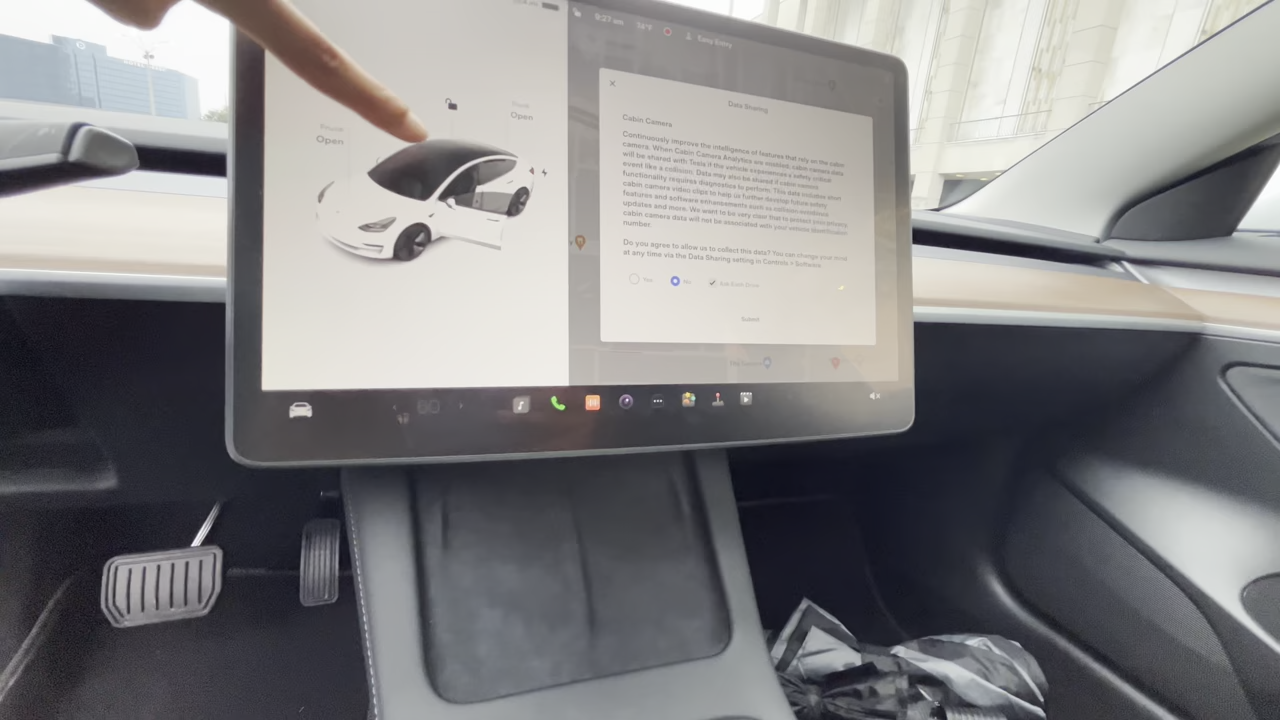 9:27 am
Easy Entry
Open
Open
Data Sharing
Cabin Camera
Continuously improve the intelligence of features that rely on the cabin
camera. When Cabin Camera Analytics are enabled, cabin camera data
will be shared with Tesla if the vehicle experiences a safety critical
event like a collision. Data may also be shared if cabin camera
functionality requires diagnostics to perform. This data includes short
cabin camera video clips to help us further develop future safety
features and software enhancements such as collision avoidance
updates and more. We want to be very clear that to protect your privacy
cabin camera data will not be associated with your vehicle identification
number.
Do you agree to allow us to collect this data? You can change your mind
at any time via the Data Sharing setting in Controls > Software
Yes
No
Submit